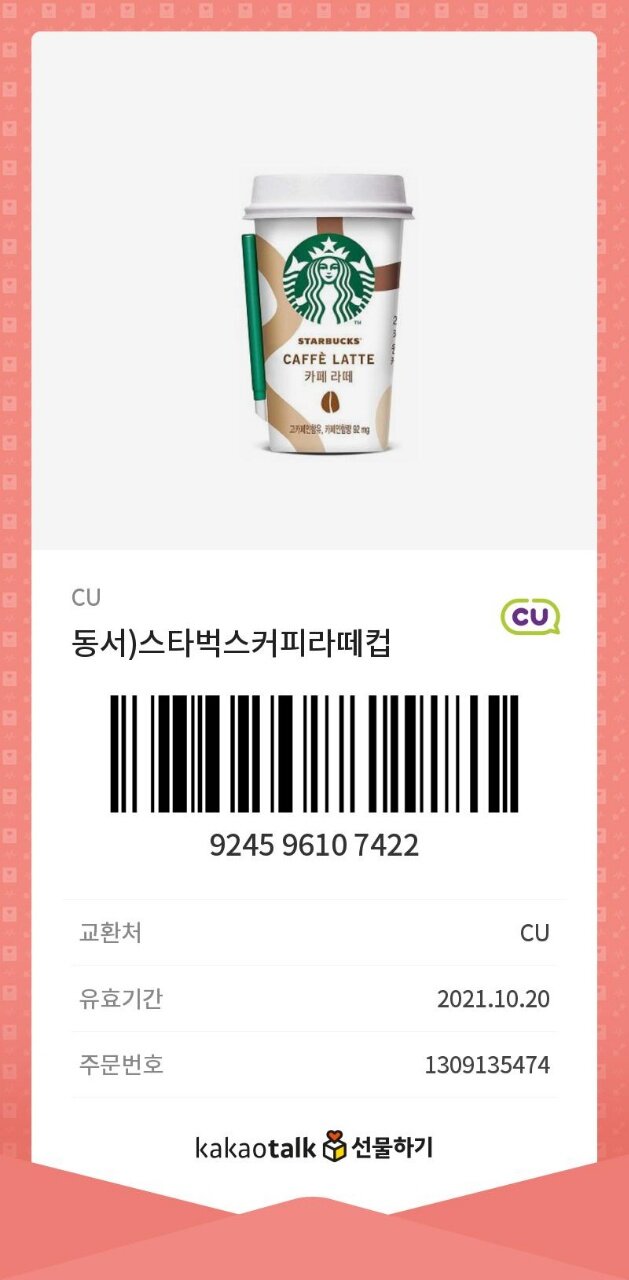 STARBUCKS
CAFFÈ LATTE
카페 라떼
고카페인함유, 카페인함량 92 mg
CU
CU
동서)스타벅스커피라떼컵
9245 9610 7422
교환처 CU
유효기간 2021.10.20
주문번호 1309135474
kakaotalk 선물하기